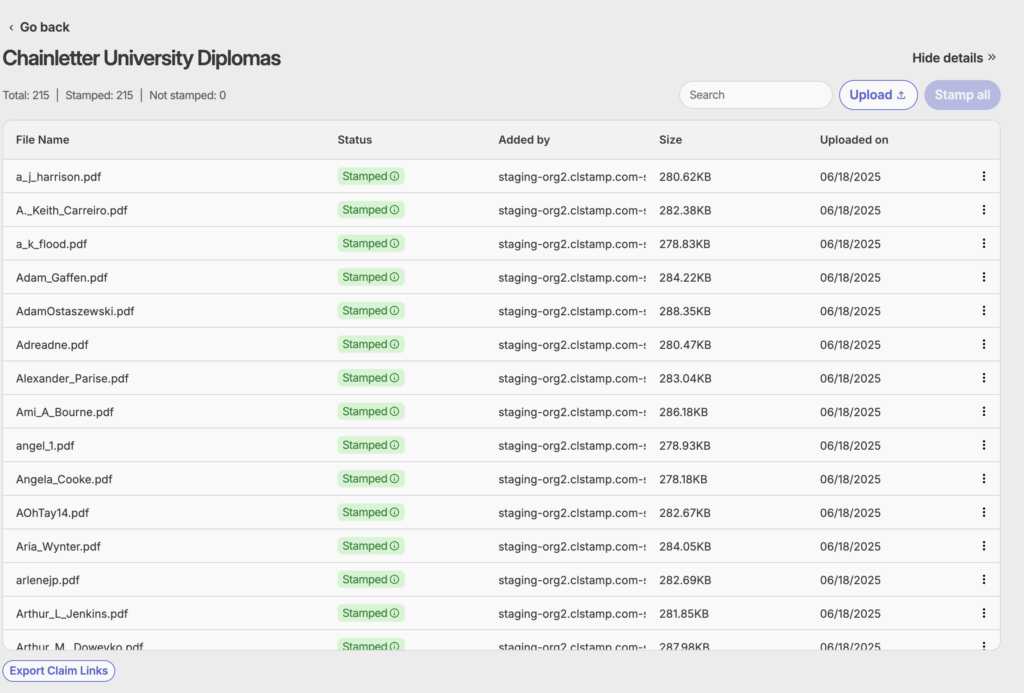 Go back
Chainletter University Diplomas
Hide details
Total: 215 | Stamped: 215 | Not stamped: 0
Search
Upload
Stamp all
File Name Status Added by Size Uploaded on
a_j_harrison.pdf Stamped staging-org2.clstamp.com- 280.62KB 06/18/2025
A._Keith_Carreiro.pdf Stamped staging-org2.clstamp.com- 282.38KB 06/18/2025
a_k_flood.pdf Stamped staging-org2.clstamp.com- 278.83KB 06/18/2025
Adam_Gaffen.pdf Stamped staging-org2.clstamp.com- 284.22KB 06/18/2025
AdamOstaszewski.pdf Stamped staging-org2.clstamp.com- 288.35KB 06/18/2025
Adreadne.pdf Stamped staging-org2.clstamp.com- 280.47KB 06/18/2025
Alexander_Parise.pdf Stamped staging-org2.clstamp.com- 283.04KB 06/18/2025
Ami_A_Bourne.pdf Stamped staging-org2.clstamp.com- 286.18KB 06/18/2025
angel_1.pdf Stamped staging-org2.clstamp.com- 278.93KB 06/18/2025
Angela_Cooke.pdf Stamped staging-org2.clstamp.com- 278.18KB 06/18/2025
AOhTay14.pdf Stamped staging-org2.clstamp.com- 282.67KB 06/18/2025
Aria_Wynter.pdf Stamped staging-org2.clstamp.com- 284.05KB 06/18/2025
arlenejp.pdf Stamped staging-org2.clstamp.com- 282.69KB 06/18/2025
Arthur_L_Jenkins.pdf Stamped staging-org2.clstamp.com- 281.85KB 06/18/2025
Arthur_M._Doweyko.pdf Stamped staging-org2.clstamp.com- 287.98KB 06/18/2025
Export Claim Links